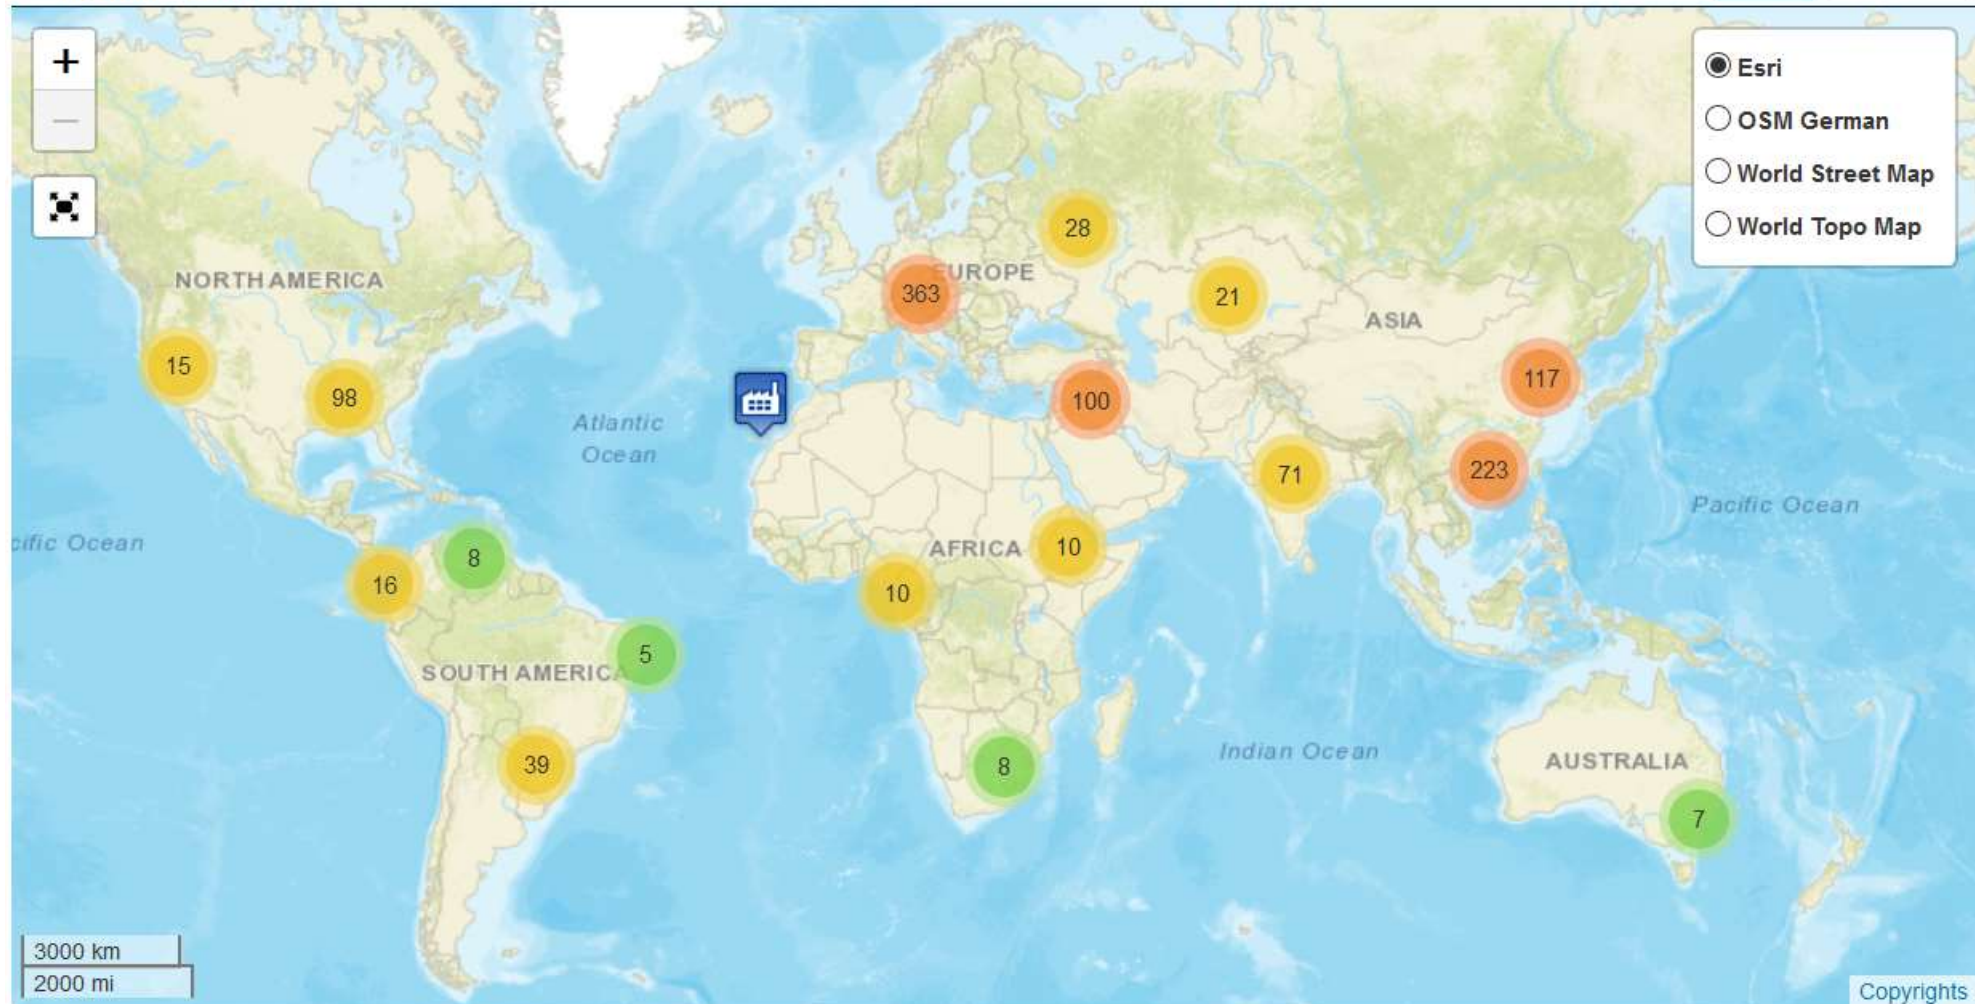 +
Esri
OSM German
World Street Map
World Topo Map
−
28
EUROPE
363
21
NORTH AMERICA
ASIA
15
98
100
117
Atlantic
Ocean
71
223
Pacific Ocean
cific Ocean
8
AFRICA
10
16
10
5
SOUTH AMERICA
39
8
Indian Ocean
AUSTRALIA
7
3000 km
2000 mi
Copyrights